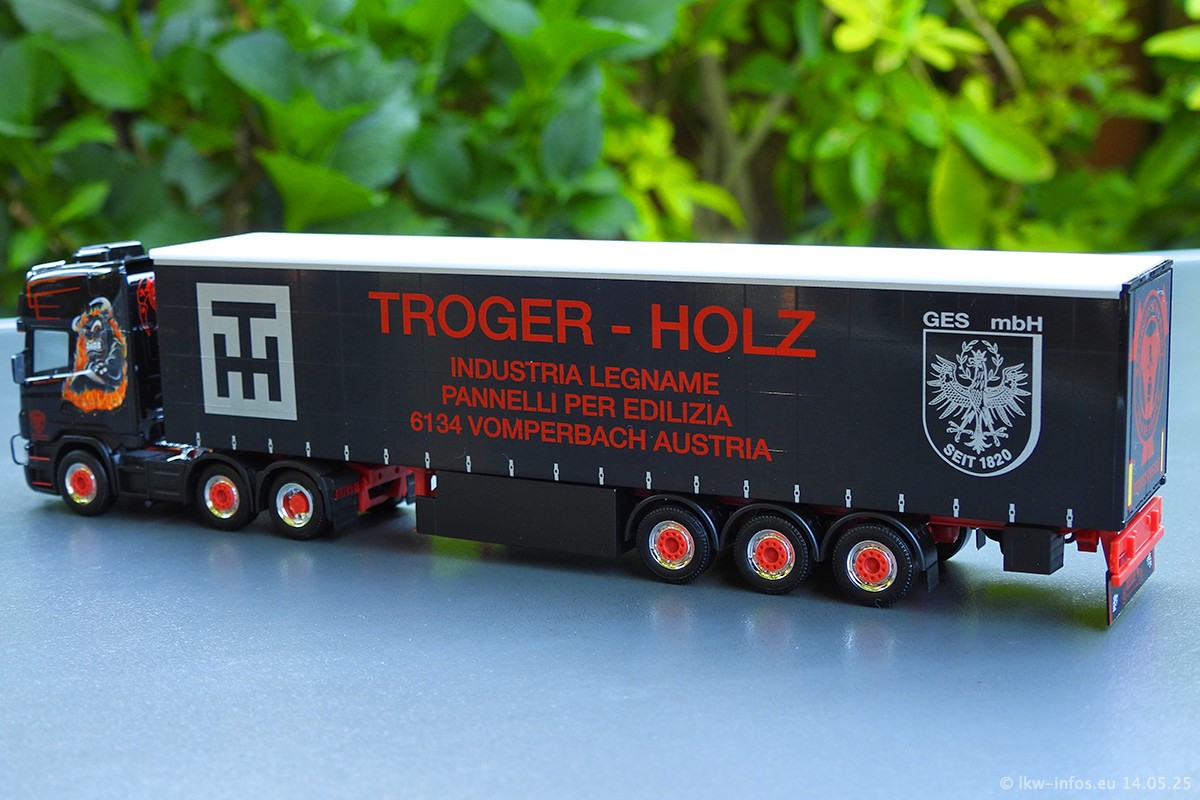 TROGER - HOLZ
INDUSTRIA LEGNAME
PANNELLI PER EDILIZIA
6134 VOMPERBACH AUSTRIA
GES mbH
SEIT 1820
© lkw-infos.eu 14.05.25